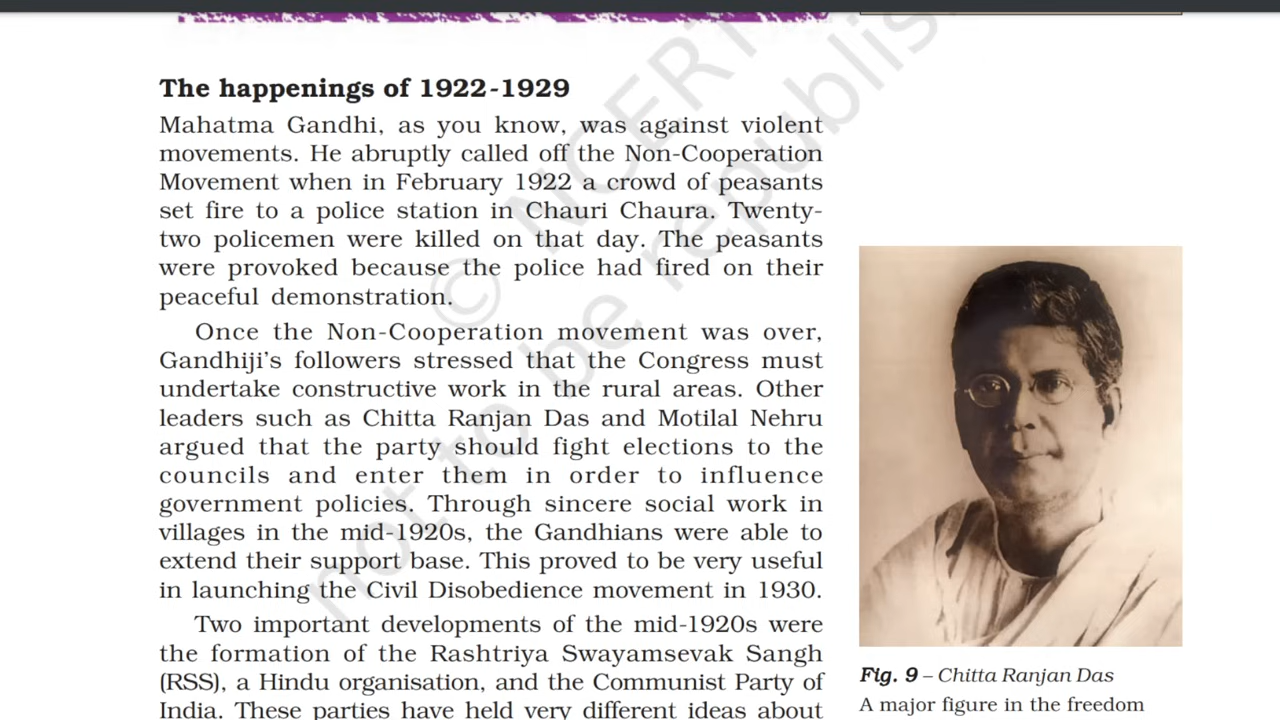 The happenings of 1922-1929
Mahatma Gandhi, as you know, was against violent
movements. He abruptly called off the Non-Cooperation
Movement when in February 1922 a crowd of peasants
set fire to a police station in Chauri Chaura. Twenty-
two policemen were killed on that day. The peasants
were provoked because the police had fired on their
peaceful demonstration.
Once the Non-Cooperation movement was over,
Gandhiji's followers stressed that the Congress must
undertake constructive work in the rural areas. Other
leaders such as Chitta Ranjan Das and Motilal Nehru
argued that the party should fight elections to the
councils and enter them in order to influence
government policies. Through sincere social work in
villages in the mid-1920s, the Gandhians were able to
extend their support base. This proved to be very useful
in launching the Civil Disobedience movement in 1930.
Two important developments of the mid-1920s were
the formation of the Rashtriya Swayamsevak Sangh
(RSS), a Hindu organisation, and the Communist Party of
India. These parties have held very different ideas about
Fig. 9 – Chitta Ranjan Das
A major figure in the freedom
© NCERT
not to be republis